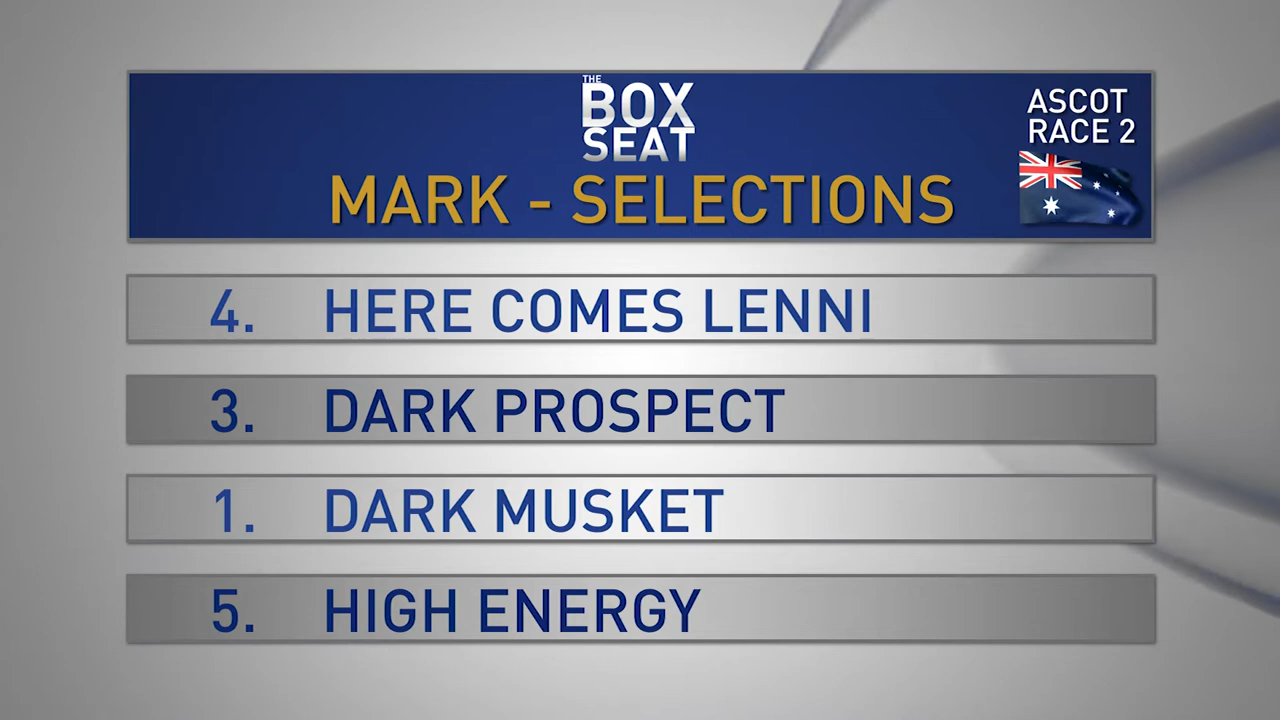 THE
BOX
SEAT
MARK - SELECTIONS
ASCOT
RACE 2
4. HERE COMES LENNI
3. DARK PROSPECT
1. DARK MUSKET
5. HIGH ENERGY